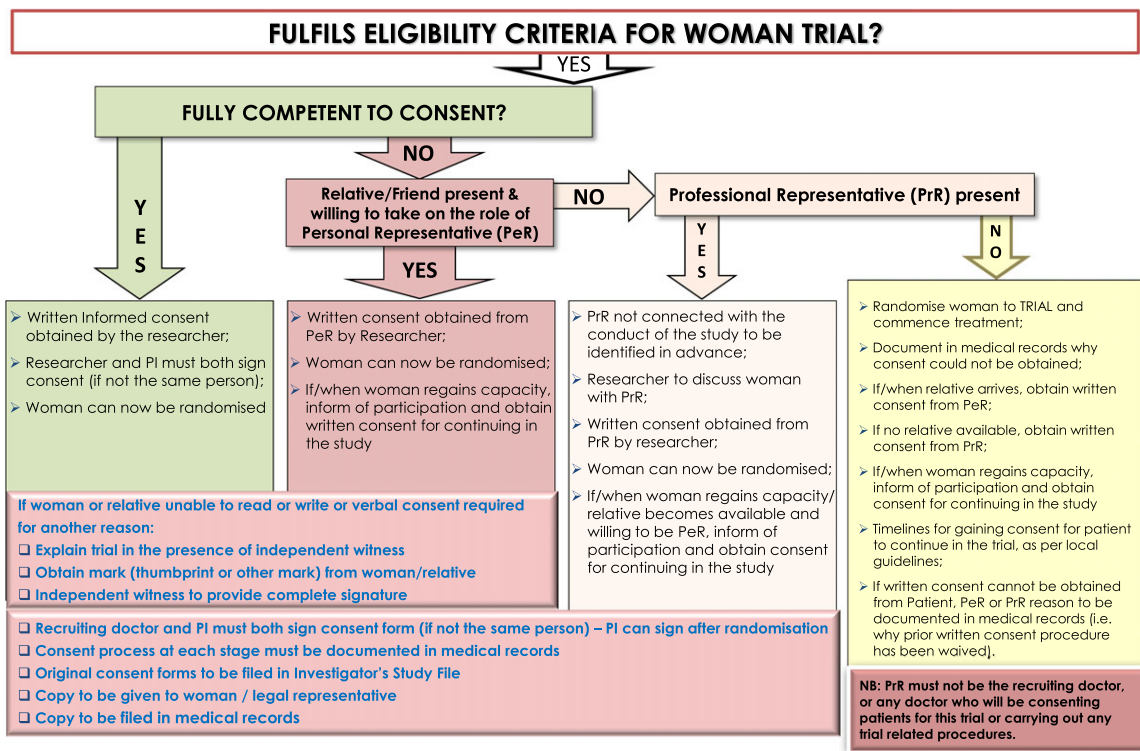 FULFILS ELIGIBILITY CRITERIA FOR WOMAN TRIAL?
YES
FULLY COMPETENT TO CONSENT?
YES
NO
Relative/Friend present &
willing to take on the role of
Personal Representative (PeR)
NO
Professional Representative (PrR) present
YES
YES
NO
➢ Written Informed consent
obtained by the researcher;
➢ Researcher and PI must both sign
consent (if not the same person);
➢ Woman can now be randomised
➢ Written consent obtained from
PeR by Researcher;
➢ Woman can now be randomised;
➢ If/when woman regains capacity,
inform of participation and obtain
written consent for continuing in
the study
➢ PrR not connected with the
conduct of the study to be
identified in advance;
➢ Researcher to discuss woman
with PrR;
➢ Written consent obtained from
PrR by researcher;
➢ Woman can now be randomised;
➢ If/when woman regains capacity/
relative becomes available and
willing to be PeR, inform of
participation and obtain consent
for continuing in the study
➢ Randomise woman to TRIAL and
commence treatment;
➢ Document in medical records why
consent could not be obtained;
➢ If/when relative arrives, obtain written
consent from PeR;
➢ If no relative available, obtain written
consent from PrR;
➢ If/when woman regains capacity,
inform of participation and obtain
consent for continuing in the study
➢ Timelines for gaining consent for patient
to continue in the trial, as per local
guidelines;
➢ If written consent cannot be obtained
from Patient, PeR or PrR reason to be
documented in medical records (i.e.
why prior written consent procedure
has been waived).
If woman or relative unable to read or write or verbal consent required
for another reason:
❑ Explain trial in the presence of independent witness
❑ Obtain mark (thumbprint or other mark) from woman/relative
❑ Independent witness to provide complete signature
❑ Recruiting doctor and PI must both sign consent form (if not the same person) – PI can sign after randomisation
❑ Consent process at each stage must be documented in medical records
❑ Original consent forms to be filed in Investigator's Study File
❑ Copy to be given to woman / legal representative
❑ Copy to be filed in medical records
NB: PrR must not be the recruiting doctor,
or any doctor who will be consenting
patients for this trial or carrying out any
trial related procedures.